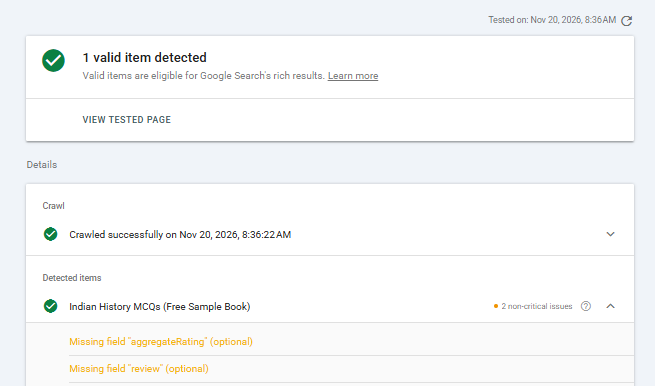 Tested on: Nov 20, 2026, 8:36 AM
1 valid item detected
Valid items are eligible for Google Search's rich results. Learn more
VIEW TESTED PAGE
Details
Crawl
Crawled successfully on Nov 20, 2026, 8:36:22 AM
Detected items
Indian History MCQs (Free Sample Book) 2 non-critical issues
Missing field "aggregateRating" (optional)
Missing field "review" (optional)